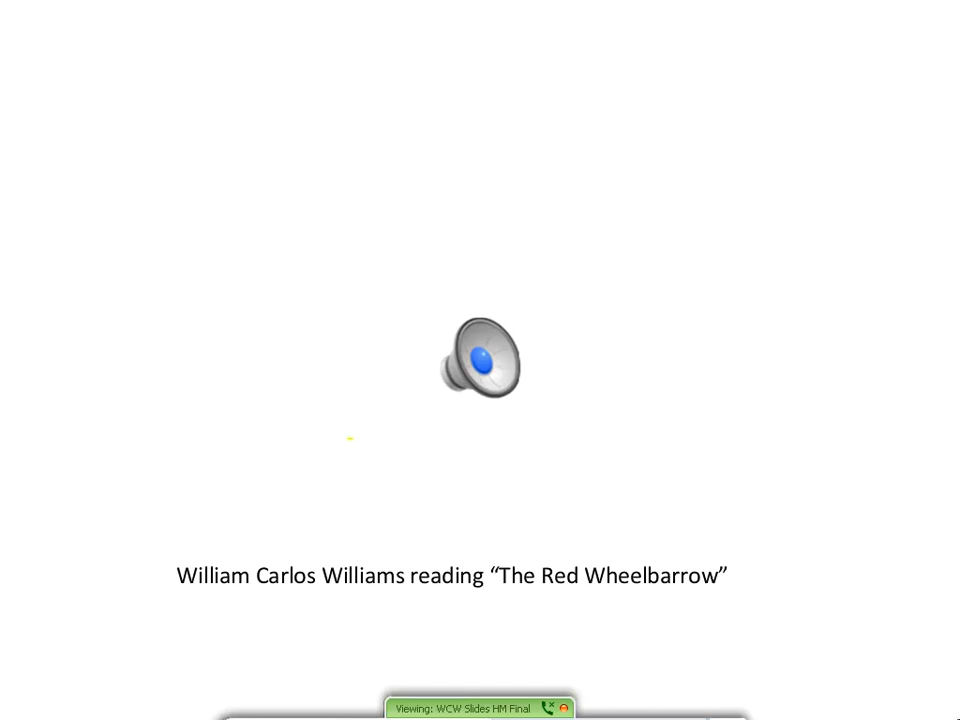 William Carlos Williams reading “The Red Wheelbarrow”
Viewing: WCW Slides HM Final